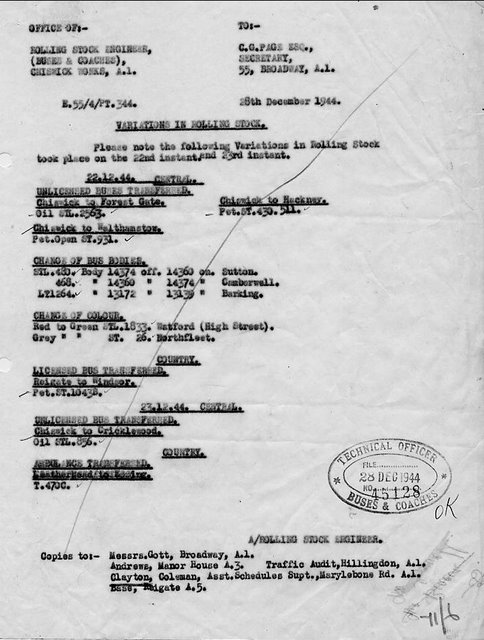 OFFICE OF:- TO:-
ROLLING STOCK ENGINEER, C.G.PAGE ESQ.,
(BUSES & COACHES), SECRETARY,
CHISWICK WORKS, A.1. 55, BROADWAY, A.1.
E.55/4/PT.344. 28th December 1944.
VARIATIONS IN ROLLING STOCK.
Please note the following Variations in Rolling Stock
took place on the 22nd instant, and 23rd instant.
22.12.44. CENTRAL.
UNLICENSED BUSES TRANSFERRED.
Chiswick to Forest Gate. Chiswick to Hackney.
Oil STL.2563. Pet.ST.430. 511.
Chiswick to Walthamstow.
Pet.Open ST.931.
CHANGE OF BUS BODIES.
STL.480. Body 14374 off. 14360 on. Sutton.
468. " 14360 " 14374 " Camberwell.
LT1264. " 13172 " 13139 " Barking.
CHANGE OF COLOUR.
Red to Green STL.1833. Watford (High Street).
Grey " " ST. 26. Northfleet.
COUNTRY.
LICENSED BUS TRANSFERRED.
Reigate to Windsor.
Pet.ST.1043B.
23.12.44. CENTRAL.
UNLICENSED BUS TRANSFERRED.
Chiswick to Cricklewood.
Oil STL.856.
COUNTRY.
AMBULANCE TRANSFERRED.
Leatherhead to Epping.
T.470C.
TECHNICAL OFFICER
FILE
28 DEC 1944
NO. 45128
BUSES & COACHES
OK
A/ROLLING STOCK ENGINEER.
Copies to:- Messrs.Gott, Broadway, A.1.
Andrews, Manor House A.3. Traffic Audit,Hillingdon, A.1.
Clayton, Coleman, Asst.Schedules Supt.,Marylebone Rd. A.1.
Base, Reigate A.5.
-11/6